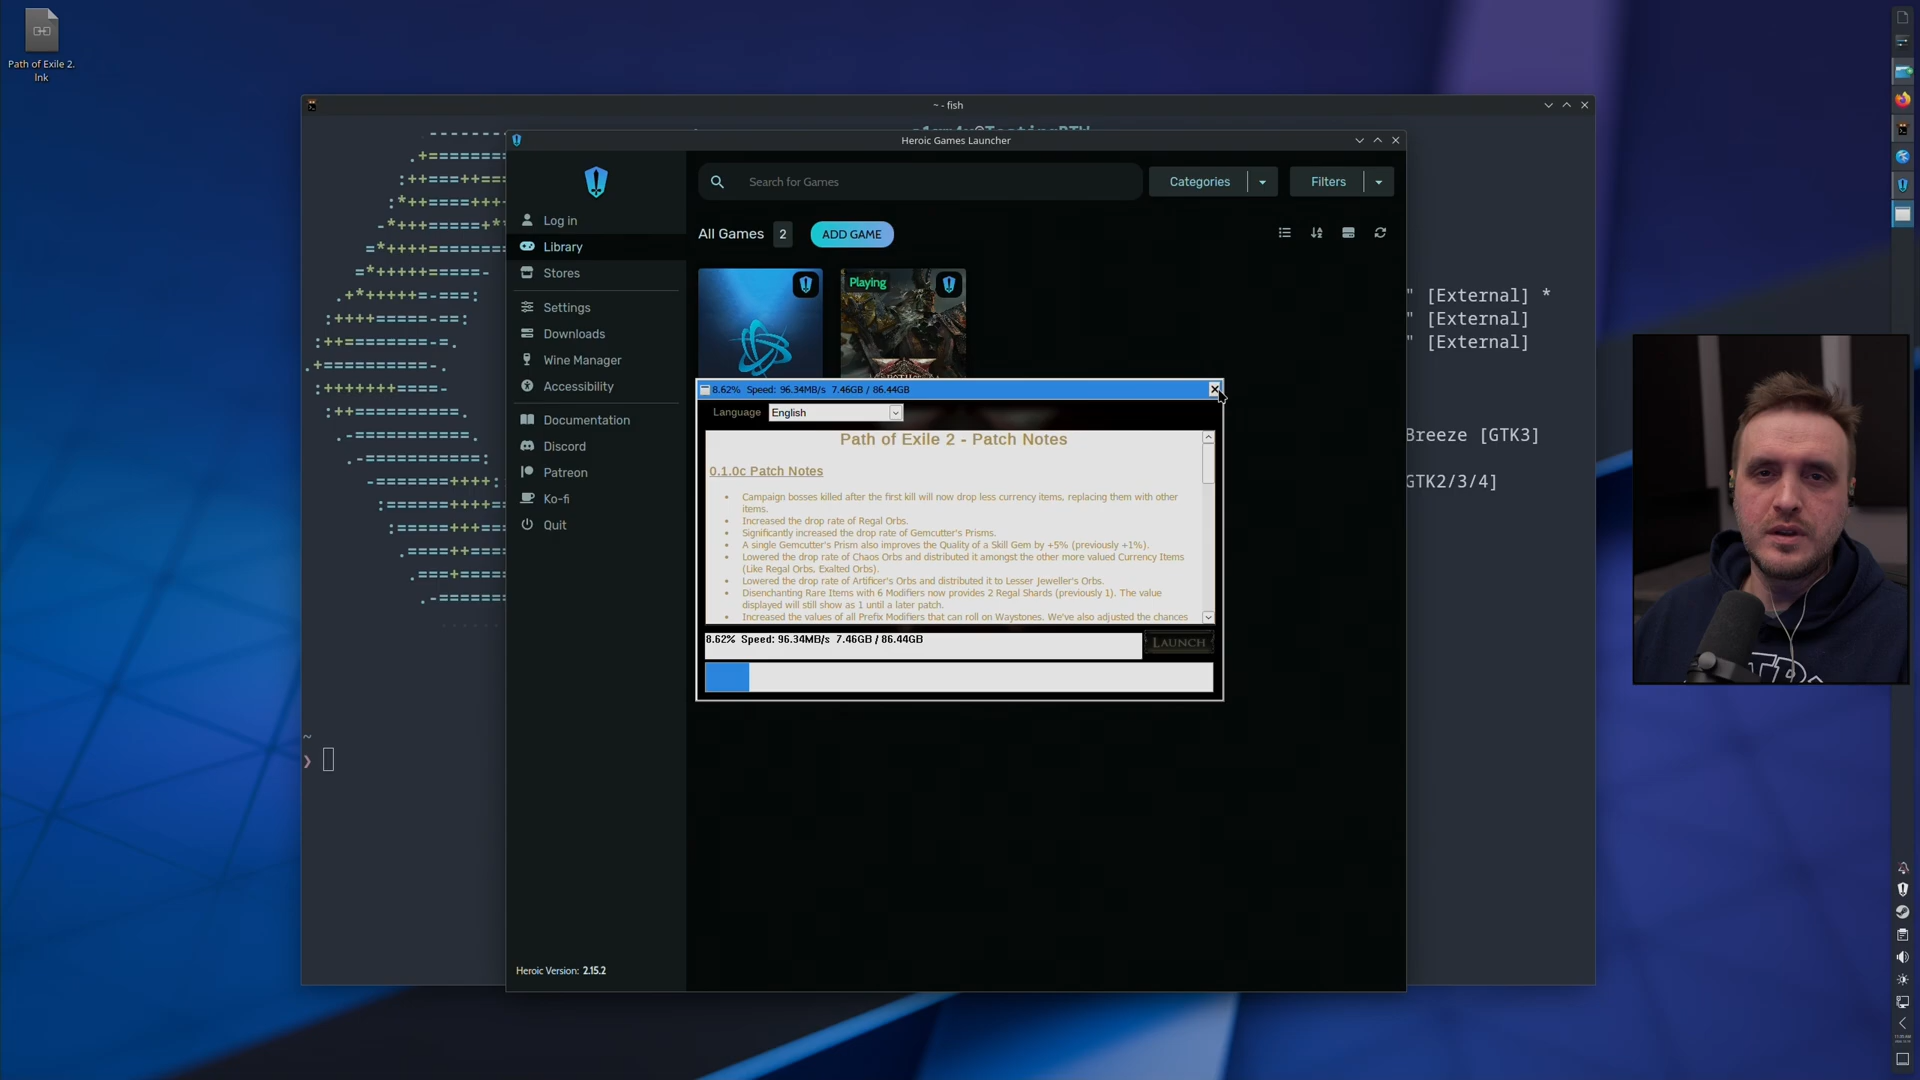 Path of Exile 2.
lnk
~ - fish
Heroic Games Launcher
Search for Games
Categories
Filters
Log in
Library
Stores
Settings
Downloads
Wine Manager
Accessibility
Documentation
Discord
Patreon
Ko-fi
Quit
Heroic Version: 2.15.2
All Games 2
ADD GAME
Playing
8.62% Speed: 96.34MB/s 7.46GB / 86.44GB
Language English
Path of Exile 2 - Patch Notes
0.1.0c Patch Notes
Campaign bosses killed after the first kill will now drop less currency items, replacing them with other
items.
Increased the drop rate of Regal Orbs.
Significantly increased the drop rate of Gemcutter's Prisms.
A single Gemcutter's Prism also improves the Quality of a Skill Gem by +5% (previously +1%).
Lowered the drop rate of Chaos Orbs and distributed it amongst the other more valued Currency Items
(Like Regal Orbs, Exalted Orbs).
Lowered the drop rate of Artificer's Orbs and distributed it to Lesser Jeweller's Orbs.
Disenchanting Rare Items with 6 Modifiers now provides 2 Regal Shards (previously 1). The value
displayed will still show as 1 until a later patch.
Increased the values of all Prefix Modifiers that can roll on Waystones. We've also adjusted the chances
8.62% Speed: 96.34MB/s 7.46GB / 86.44GB
LAUNCH
" [External] *
" [External]
" [External]
Breeze [GTK3]
GTK2/3/4]
~
❯